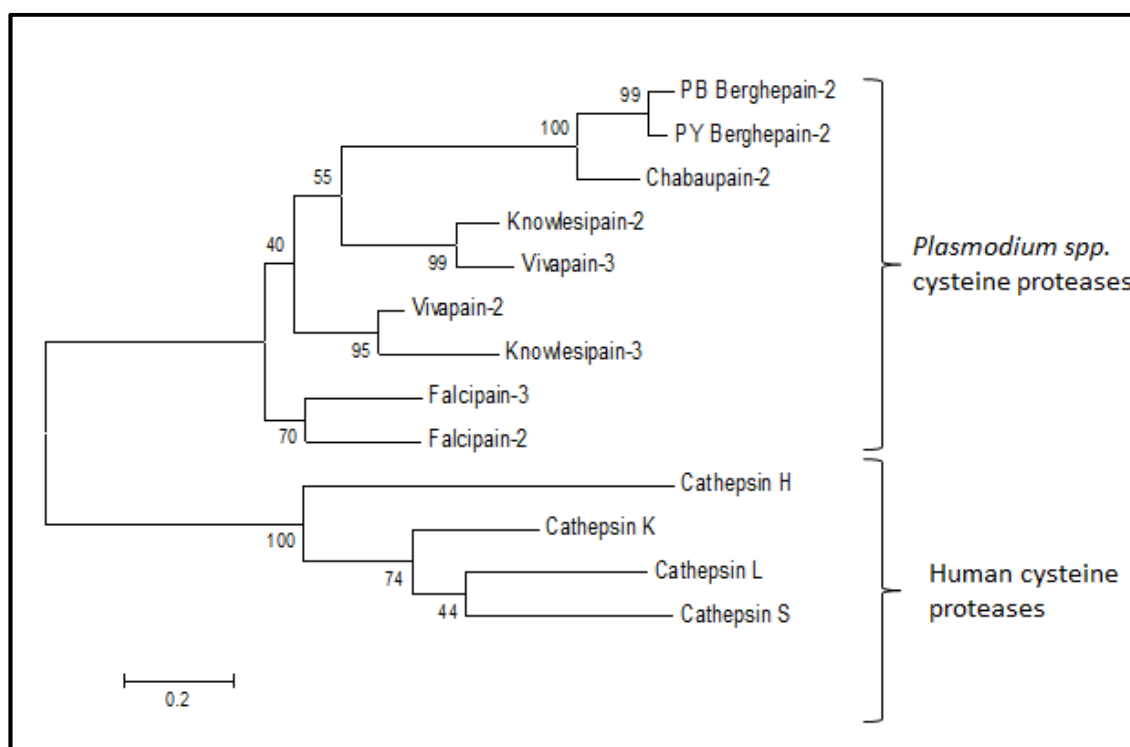 99
PB Berghepain-2
100
PY Berghepain-2
Chabaupain-2
55
Knowlesipain-2
40
99
Vivapain-3
Plasmodium spp.
cysteine proteases
Vivapain-2
95
Knowlesipain-3
Falcipain-3
70
Falcipain-2
Cathepsin H
100
Cathepsin K
74
Cathepsin L
44
Cathepsin S
Human cysteine
proteases
0.2